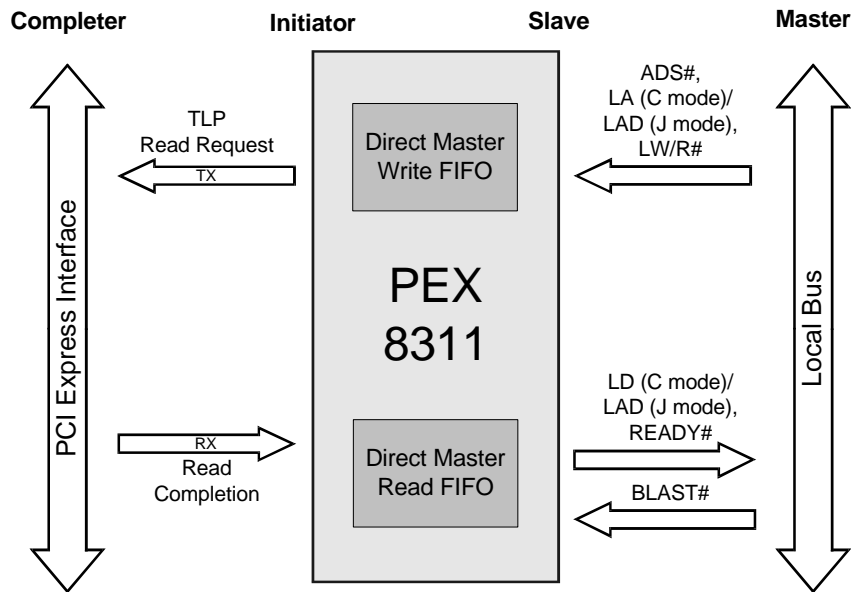 Completer
Initiator
Slave
Master
PCI Express Interface
TLP
Read Request
TX
Direct Master
Write FIFO
ADS#,
LA (C mode)/
LAD (J mode),
LW/R#
PEX
8311
Local Bus
RX
Read
Completion
Direct Master
Read FIFO
LD (C mode)/
LAD (J mode),
READY#
BLAST#